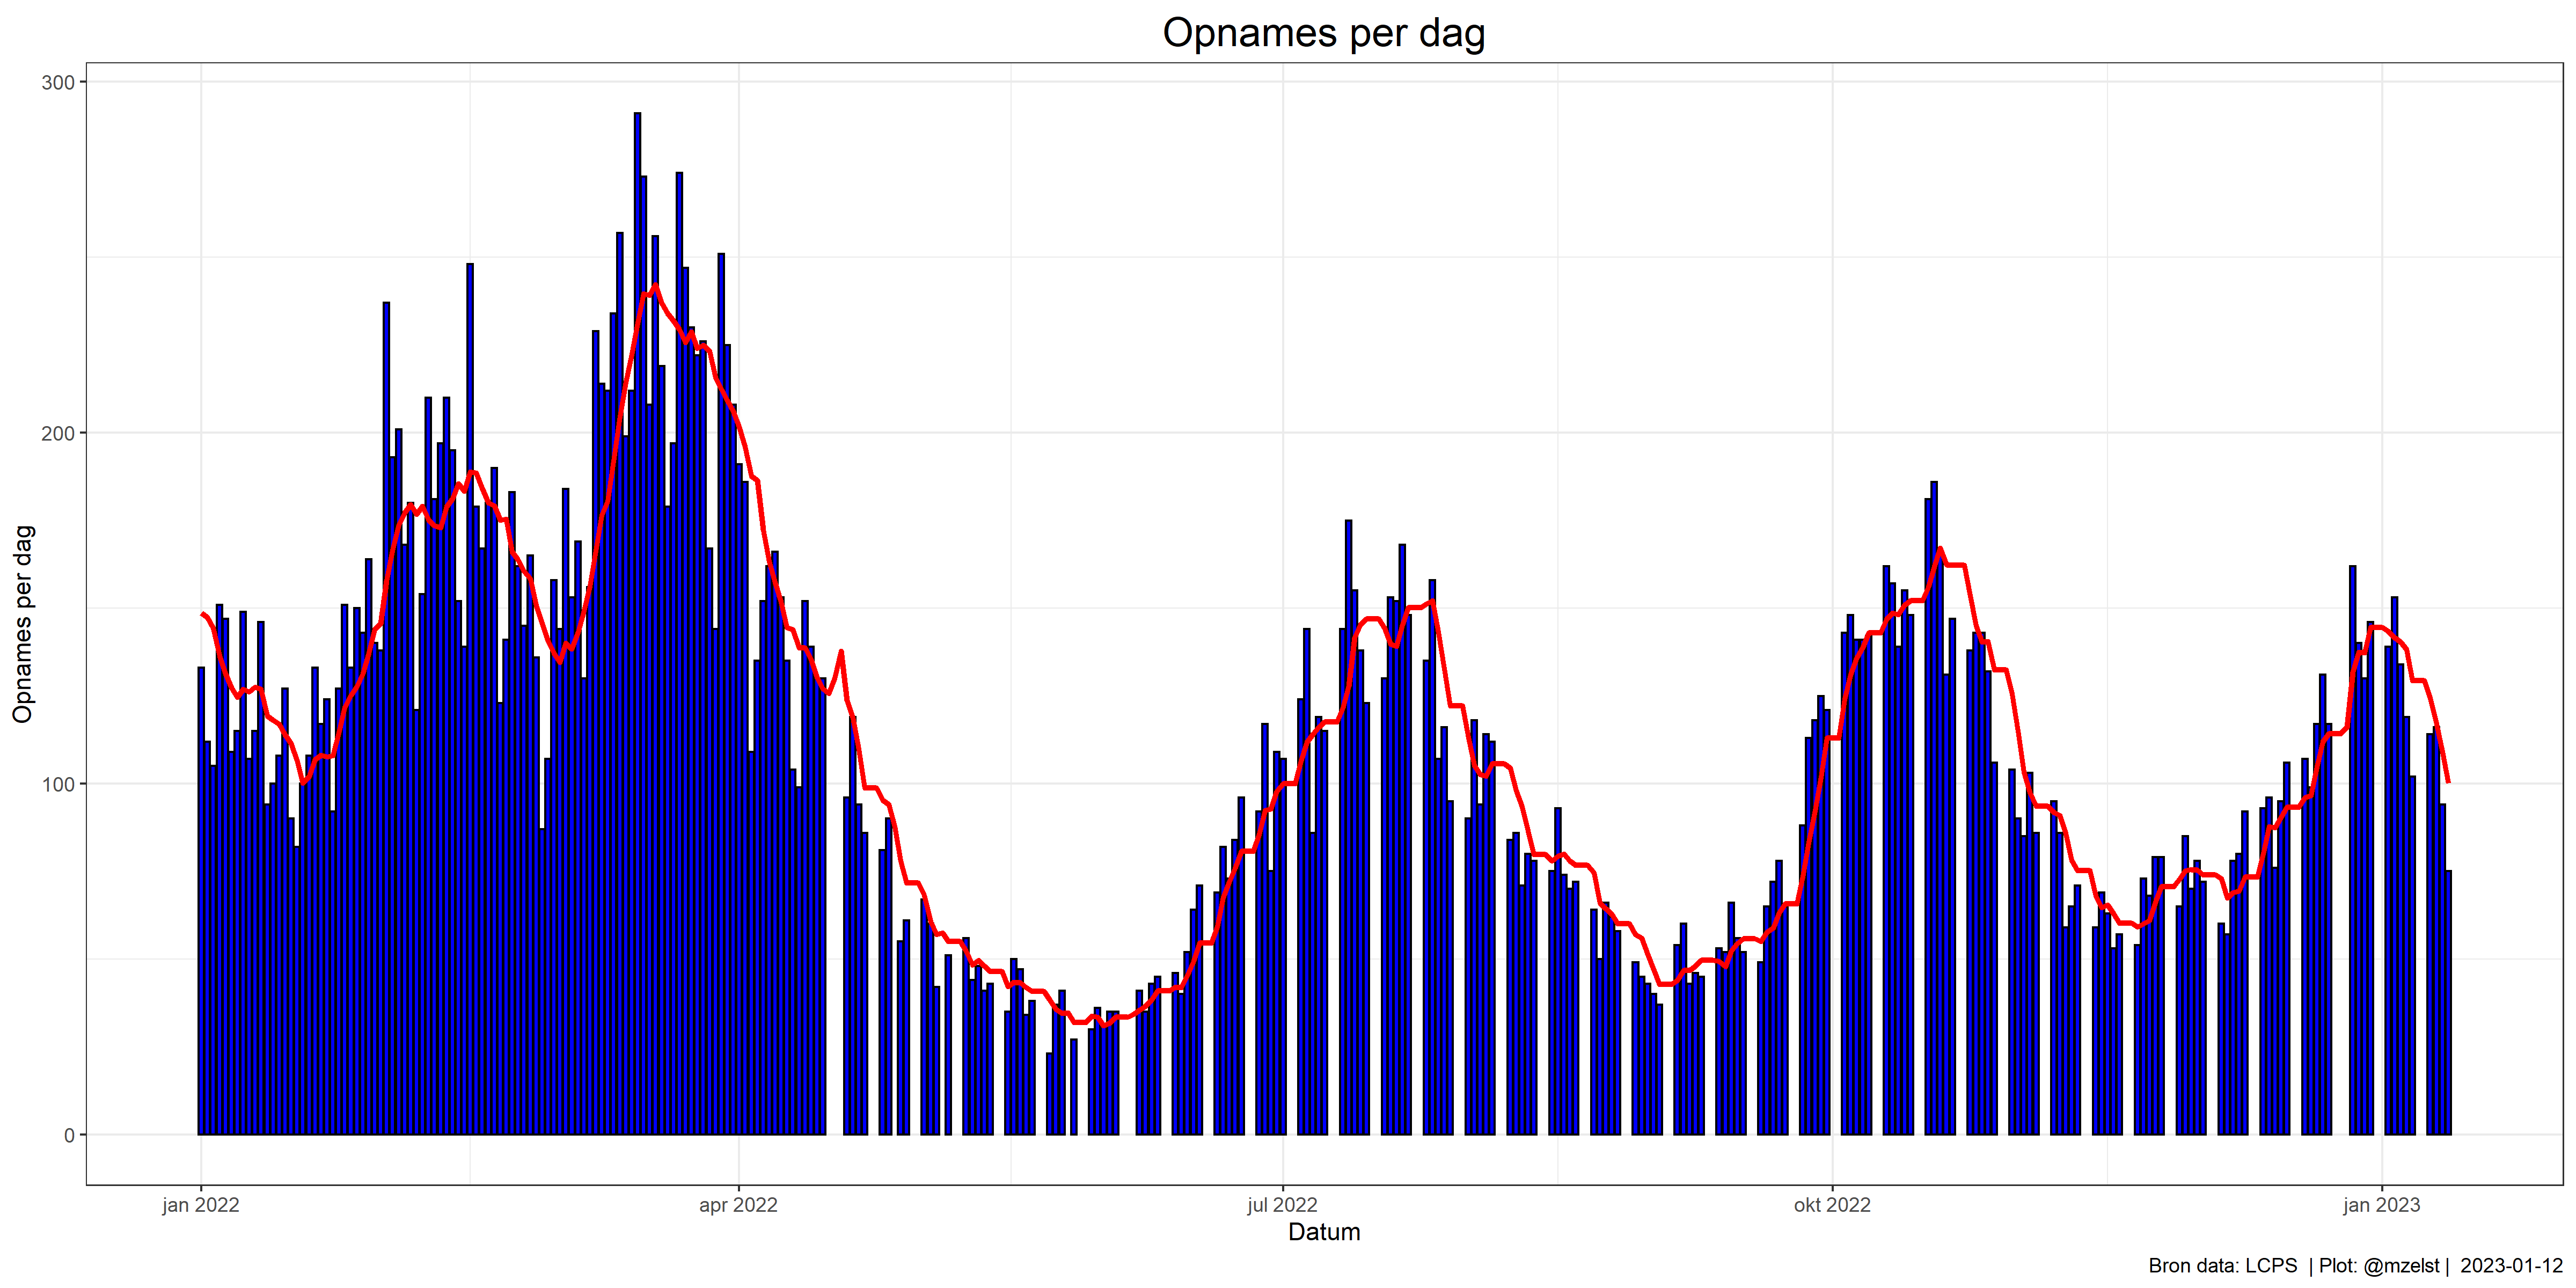 Opnames per dag
300
200
100
0
Opnames per dag
jan 2022
apr 2022
jul 2022
okt 2022
jan 2023
Datum
Bron data: LCPS | Plot: @mzelst | 2023-01-12